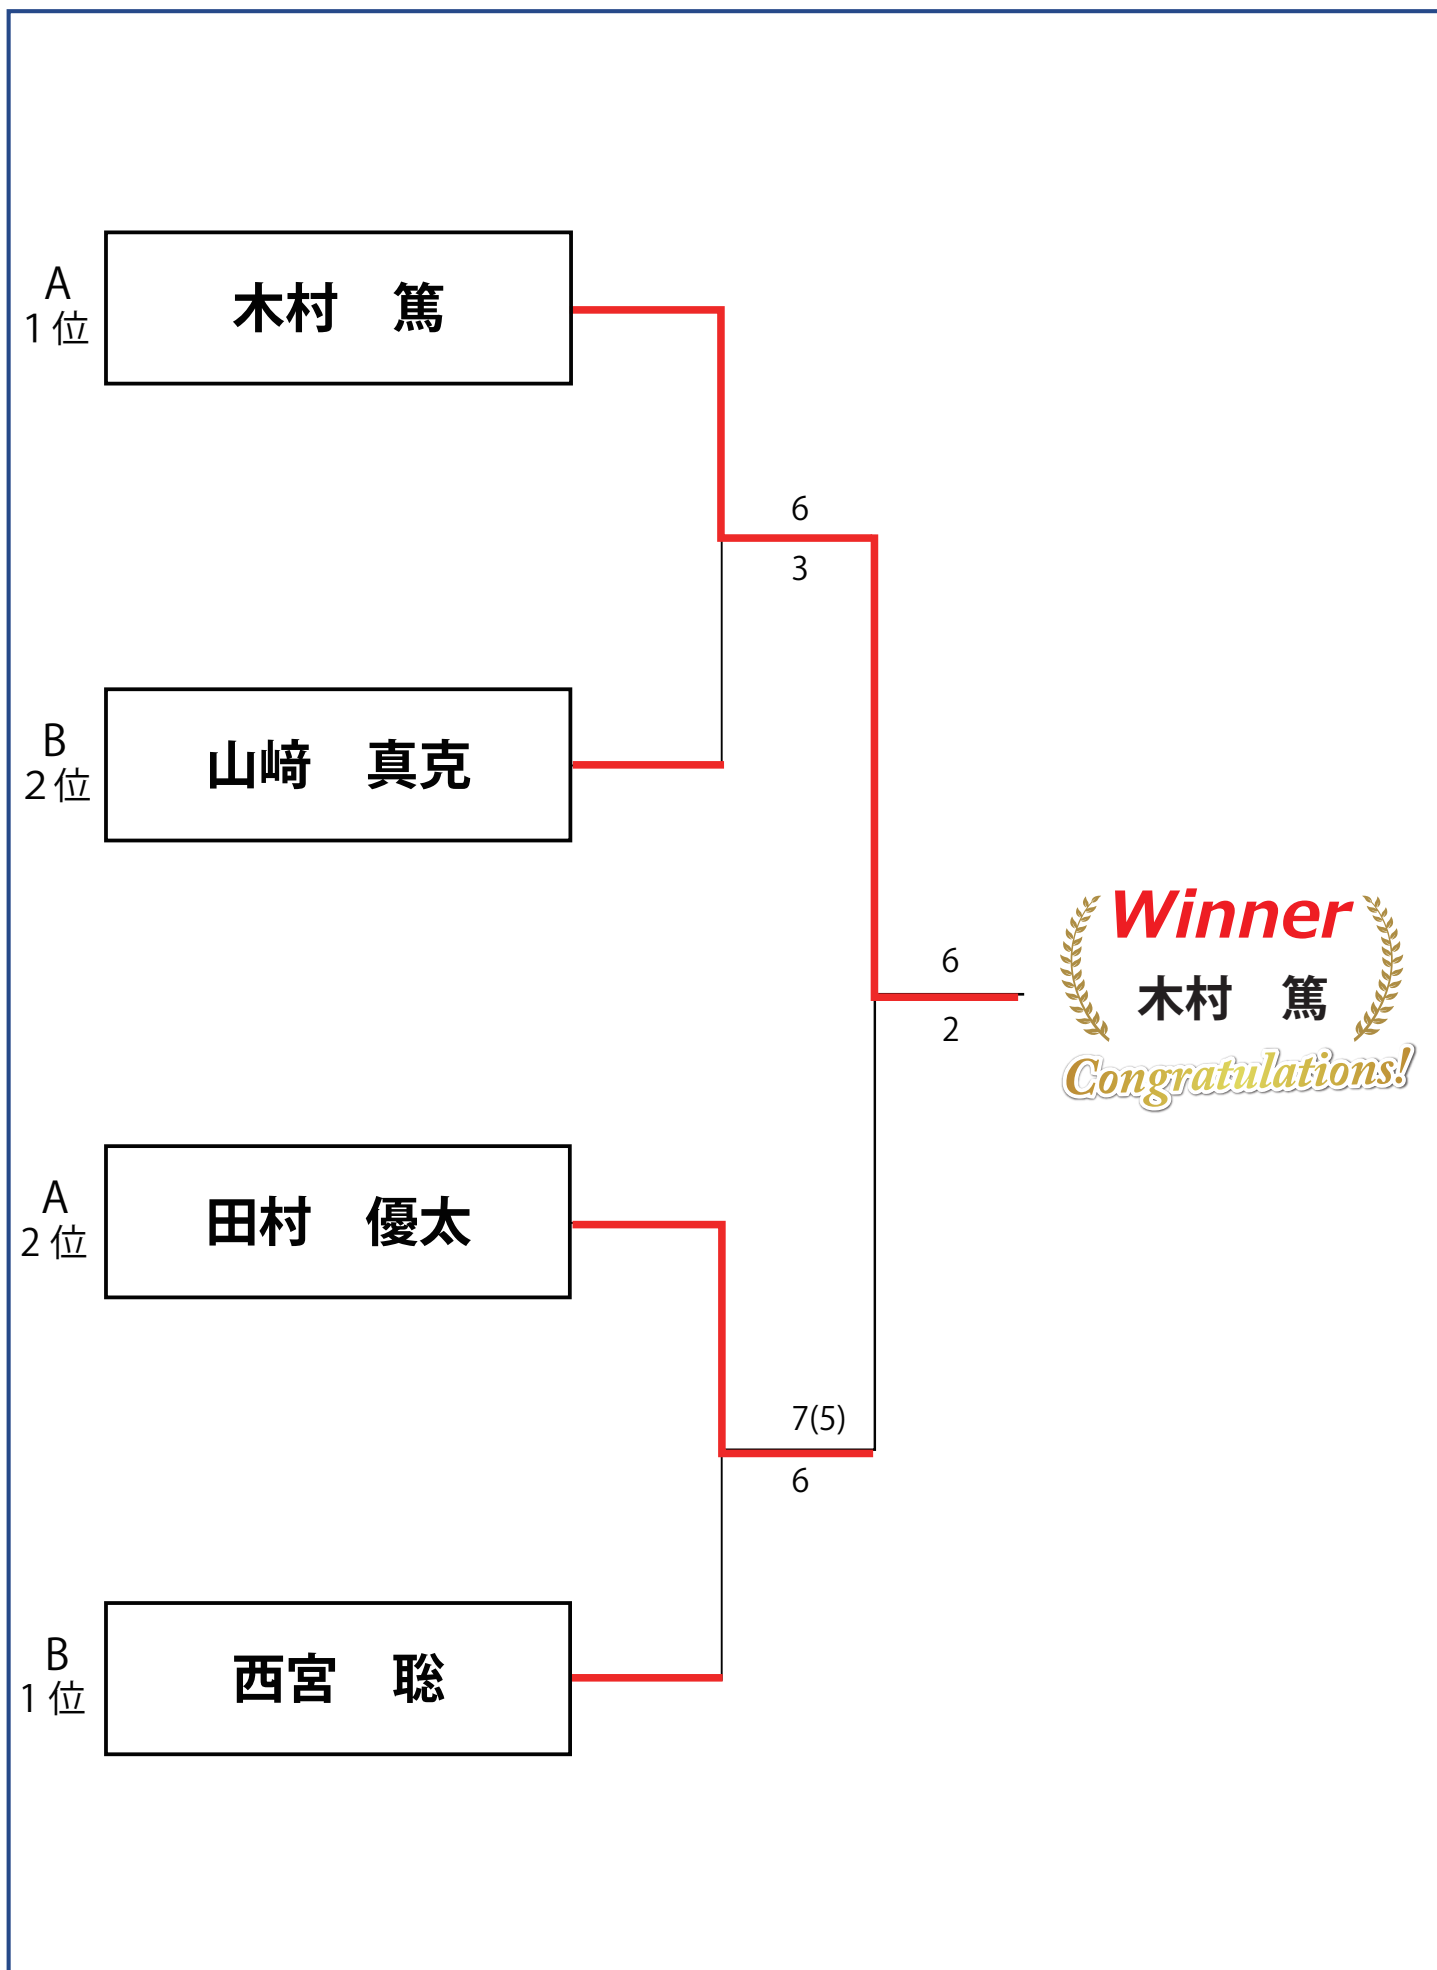 A
1 位
木村　篤
6
3
B
2 位
山﨑　真克
Winner
6
木村　篤
2
Congratulations!
A
2 位
田村　優太
7(5)
6
B
1 位
西宮　聡